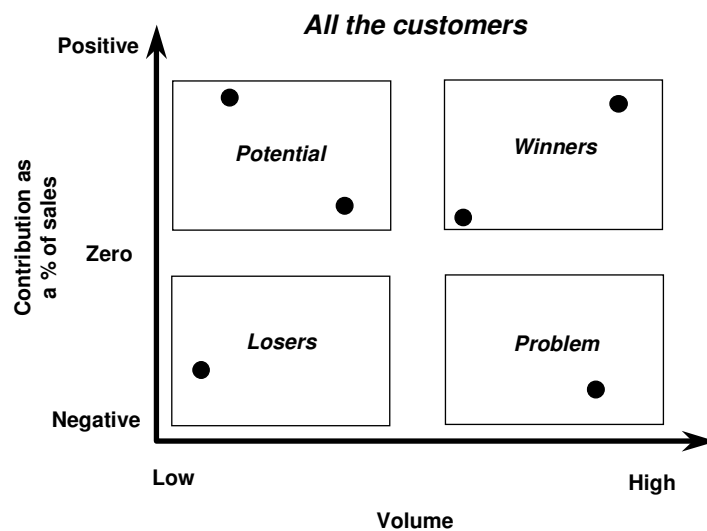 All the customers
Positive
Potential
Winners
Contribution as
a % of sales
Zero
Losers
Problem
Negative
Low
High
Volume